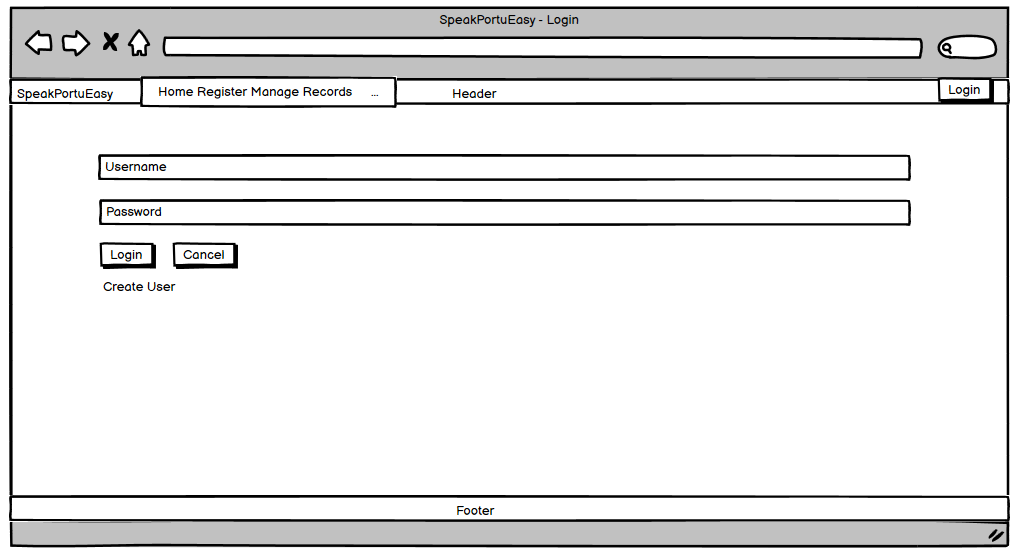 SpeakPortuEasy - Login
SpeakPortuEasy Home Register Manage Records ... Header Login
Username
Password
Login Cancel
Create User
Footer